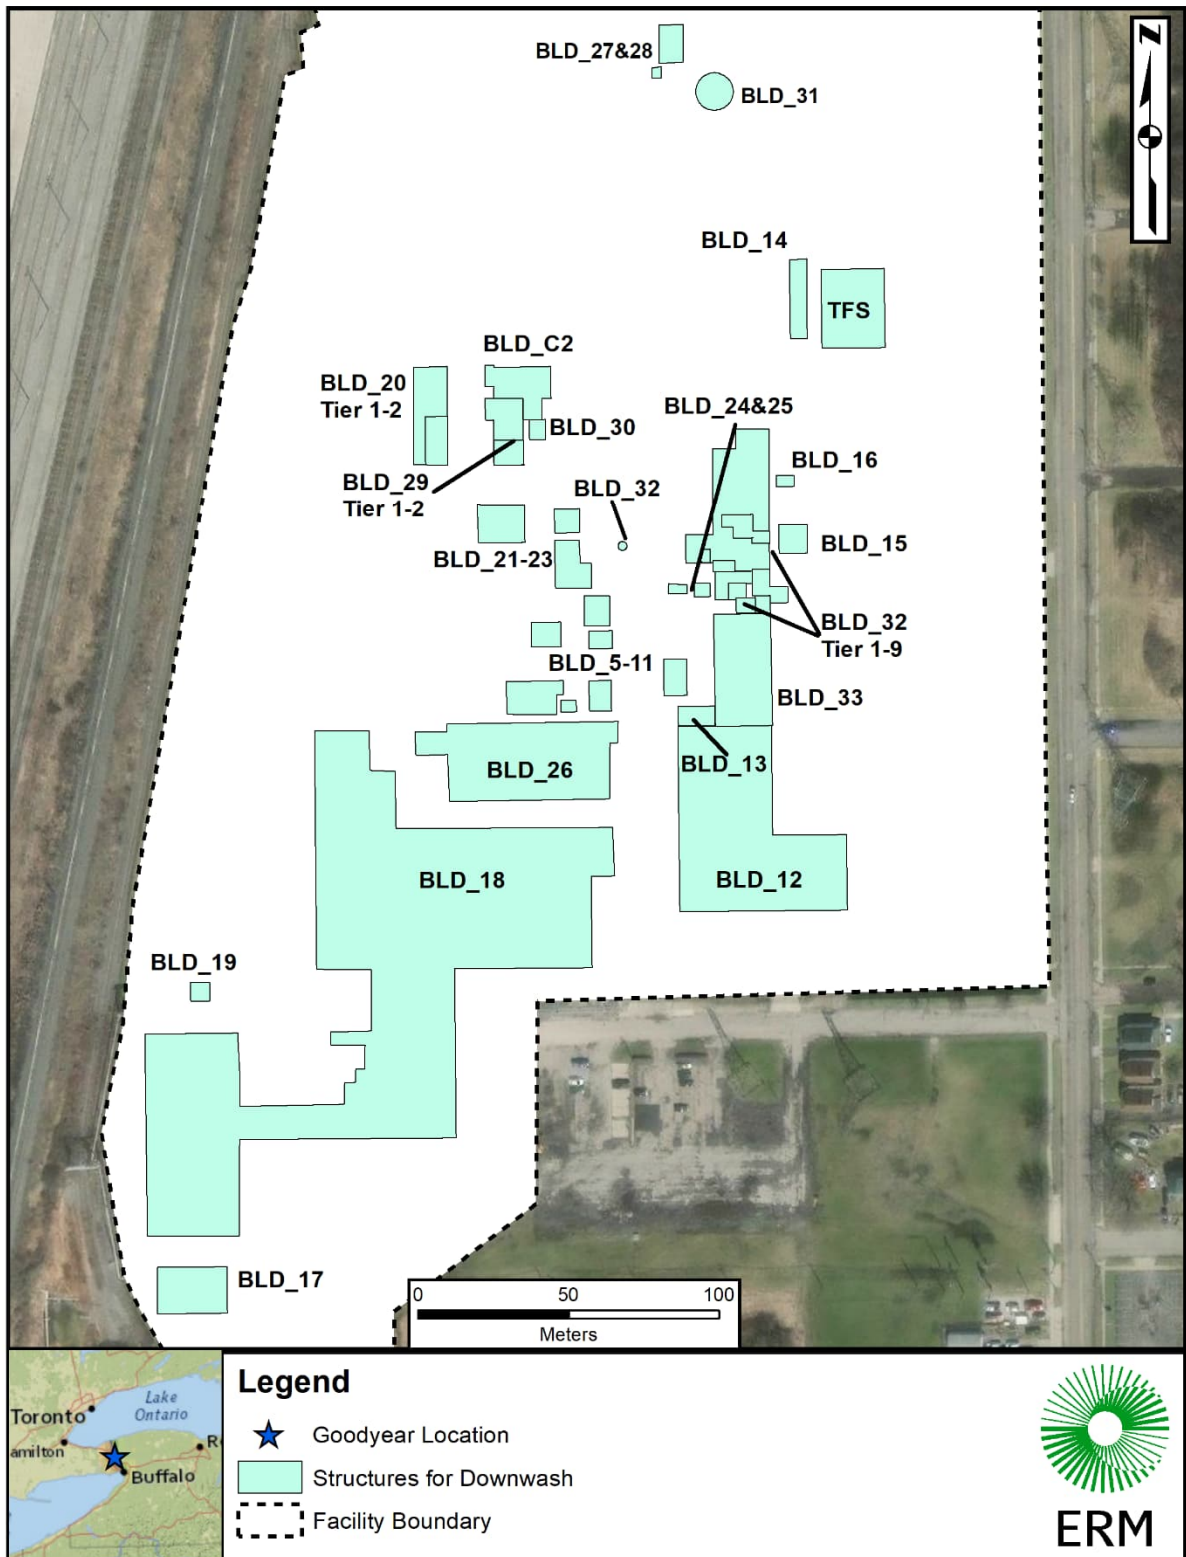 Z
BLD_27&28
BLD_31
BLD_14
TFS
BLD_C2
BLD_20
Tier 1-2
BLD_24&25
BLD_30
BLD_16
BLD_29
Tier 1-2
BLD_32
BLD_15
BLD_21-23
BLD_32
Tier 1-9
BLD_5-11
BLD_33
BLD_13
BLD_26
BLD_18
BLD_12
BLD_19
BLD_17
0 50 100
Meters
Lake
Ontario
Toronto
amilton
R
Buffalo
Legend
Goodyear Location
Structures for Downwash
Facility Boundary
ERM